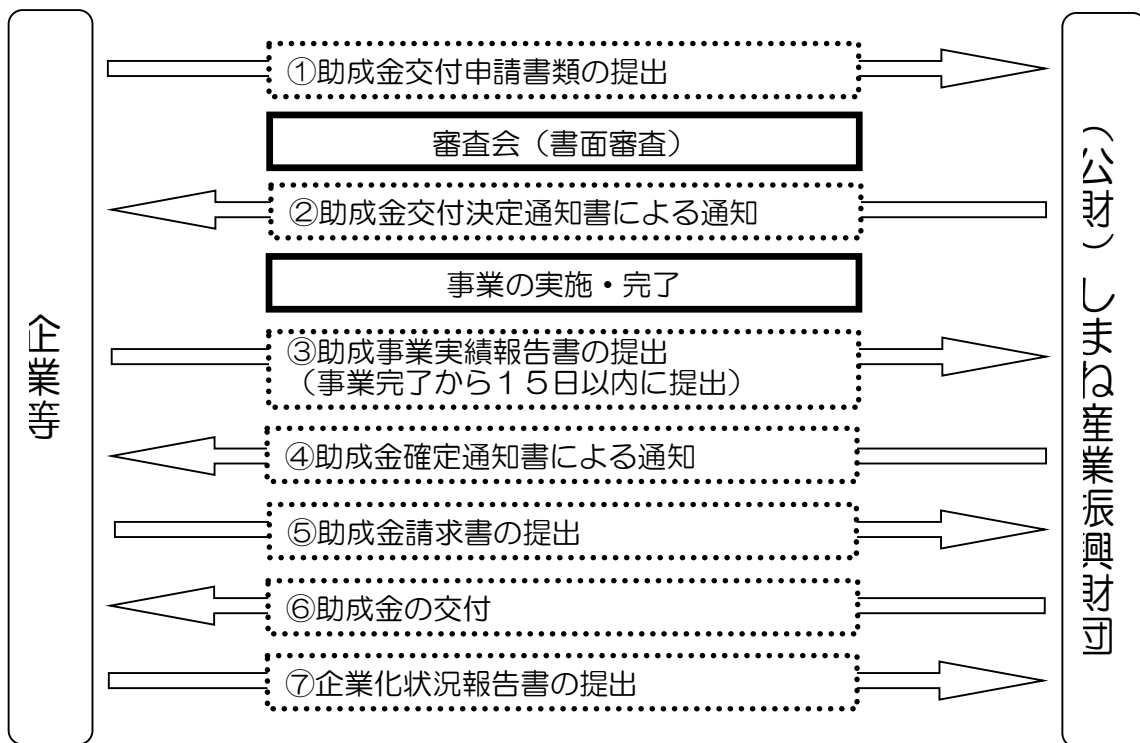 ①助成金交付申請書類の提出
審査会（書面審査）
②助成金交付決定通知書による通知
事業の実施・完了
③助成事業実績報告書の提出
（事業完了から１５日以内に提出）
④助成金確定通知書による通知
⑤助成金請求書の提出
⑥助成金の交付
⑦企業化状況報告書の提出
企業等
（公財）しまね産業振興財団